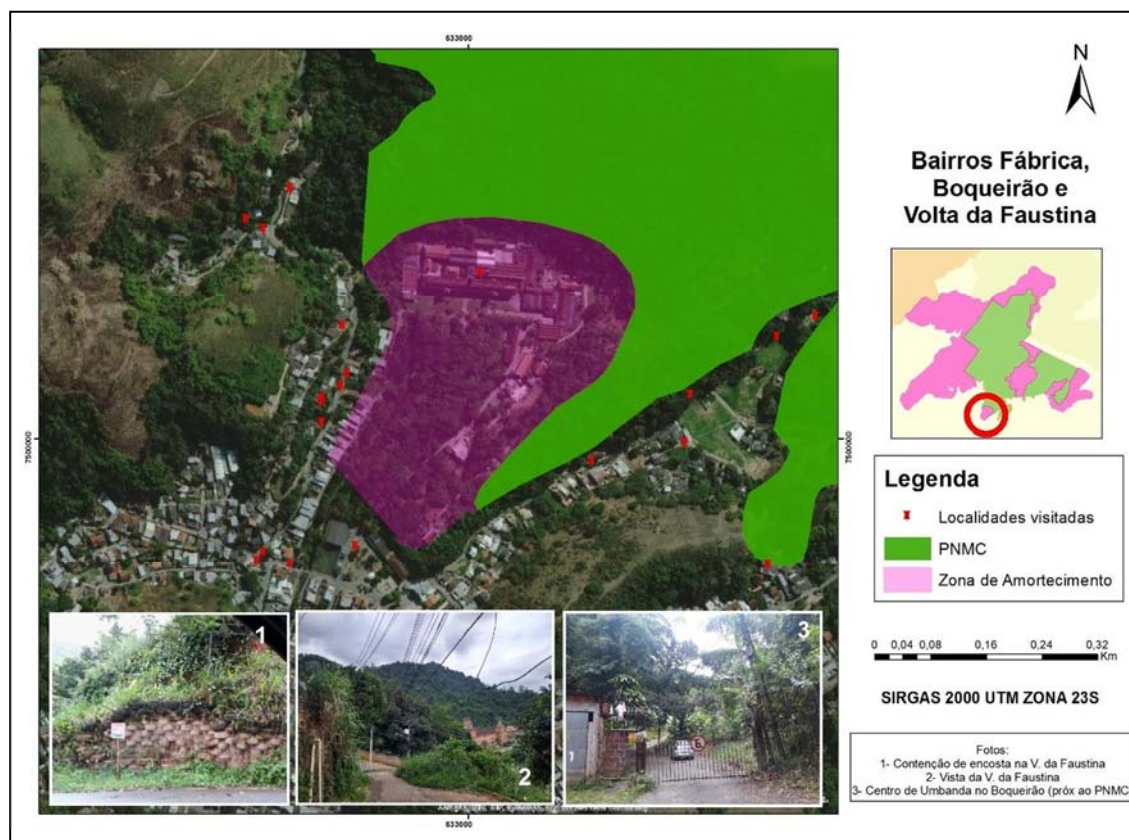 633000
N
Bairros Fábrica,
Boqueirão e
Volta da Faustina
7500000
7500000
Legenda
Localidades visitadas
PNMC
Zona de Amortecimento
0 0,04 0,08 0,16 0,24 0,32
Km
SIRGAS 2000 UTM ZONA 23S
Fotos:
1- Contenção de encosta na V. da Faustina
2- Vista da V. da Faustina
3- Centro de Umbanda no Boqueirão (próx ao PNMC
1
2
3
633000